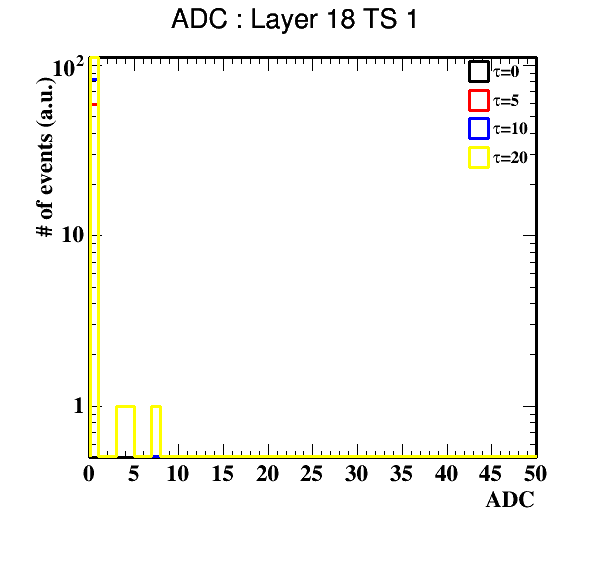 ADC : Layer 18 TS 1
# of events (a.u.)
10²
10
1
τ=0
τ=5
τ=10
τ=20
0 5 10 15 20 25 30 35 40 45 50
ADC